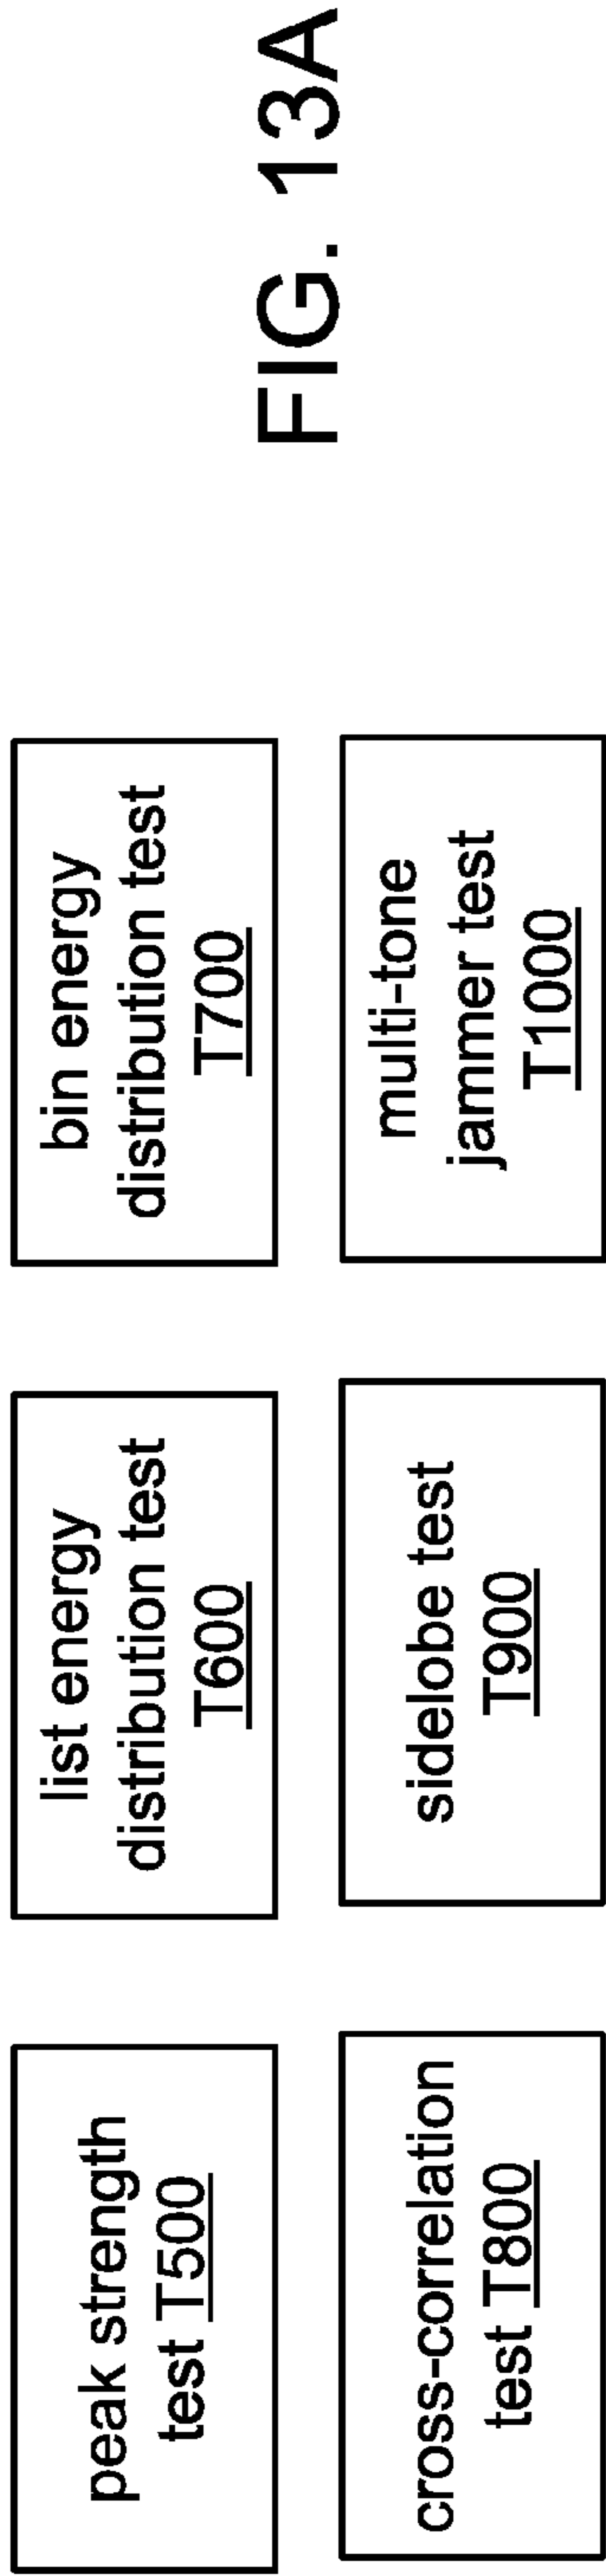 peak strength
test T500
list energy
distribution test
T600
bin energy
distribution test
T700
cross-correlation
test T800
sidelobe test
T900
multi-tone
jammer test
T1000
FIG. 13A